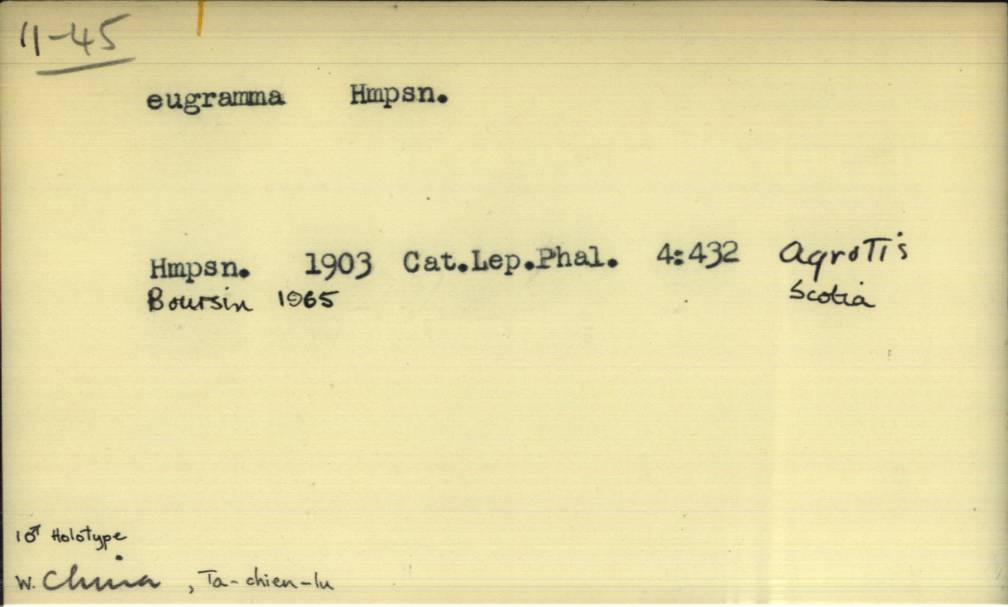 11-45
eugramma Hmpsn.
Hmpsn. 1903 Cat.Lep.Phal. 4:432 Agrotis
Boursin 1965 Scotia
1♂ Holotype
W. China, Ta-chien-lu